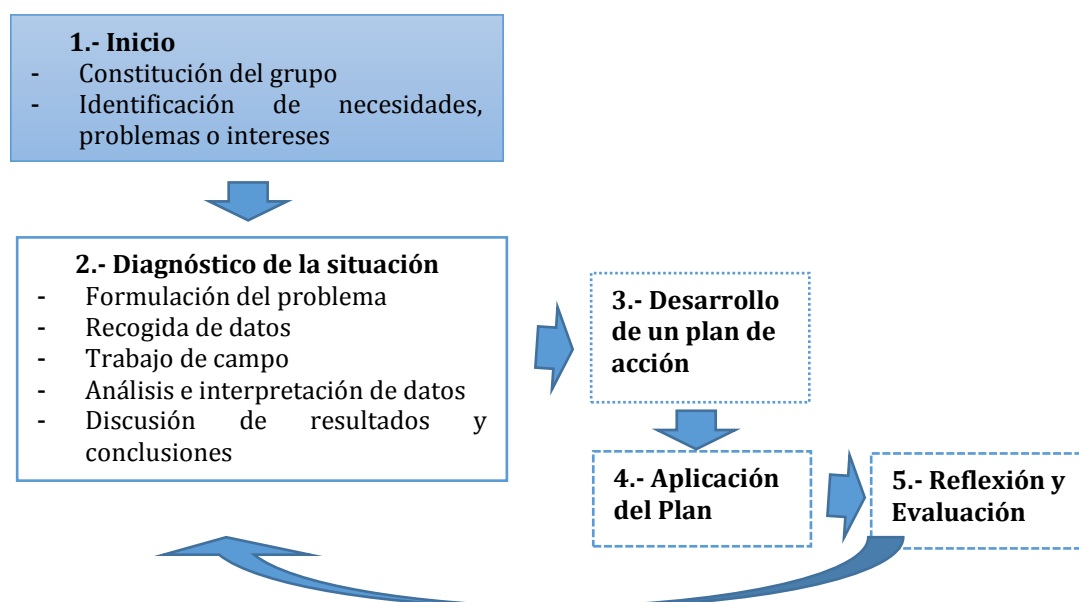 1.- Inicio
- Constitución del grupo
- Identificación de necesidades,
problemas o intereses
2.- Diagnóstico de la situación
- Formulación del problema
- Recogida de datos
- Trabajo de campo
- Análisis e interpretación de datos
- Discusión de resultados y
conclusiones
3.- Desarrollo
de un plan de
acción
4.- Aplicación
del Plan
5.- Reflexión y
Evaluación